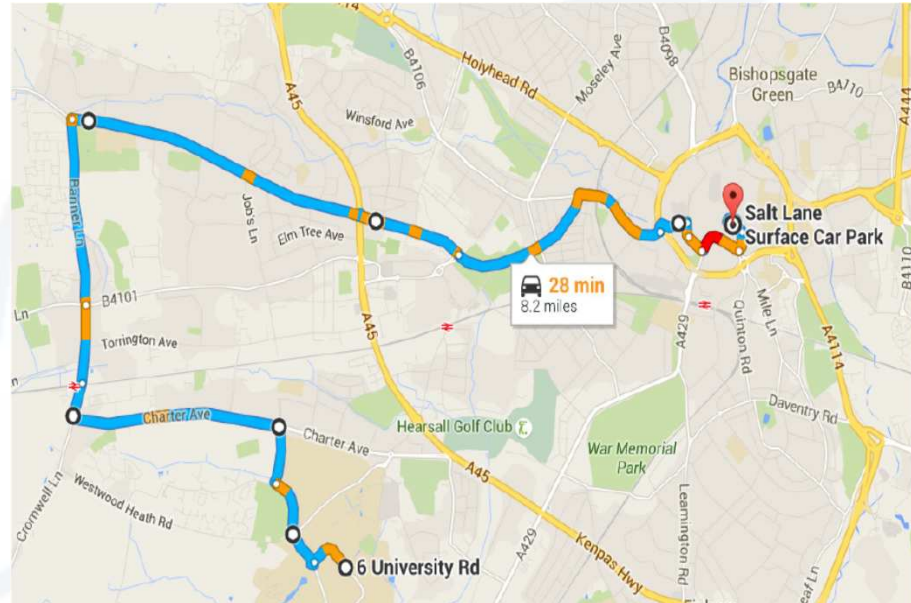 A45
B4106
Holyhead Rd
Moseley Ave
B4098
Bishopsgate
Green
B4110
A444
Winsford Ave
Banner Ln
Job's Ln
Elm Tree Ave
Salt Lane
Surface Car Park
28 min
8.2 miles
B4110
Ln
B4101
A45
Torrington Ave
A429
Quinton Rd
Mile Ln
A4114
Charter Ave
Charter Ave
Hearsall Golf Club
Daventry Rd
War Memorial
Park
A45
Cromwell Ln
Westwood Heath Rd
6 University Rd
A429
Kenpas Hwy
Leamington Rd
eaf Ln